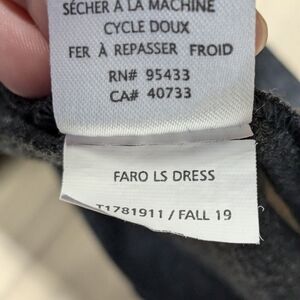 SÉCHER À LA MACHINE
CYCLE DOUX
FER À REPASSER FROID
RN# 95433
CA# 40733
FARO LS DRESS
T1781911 / FALL 19